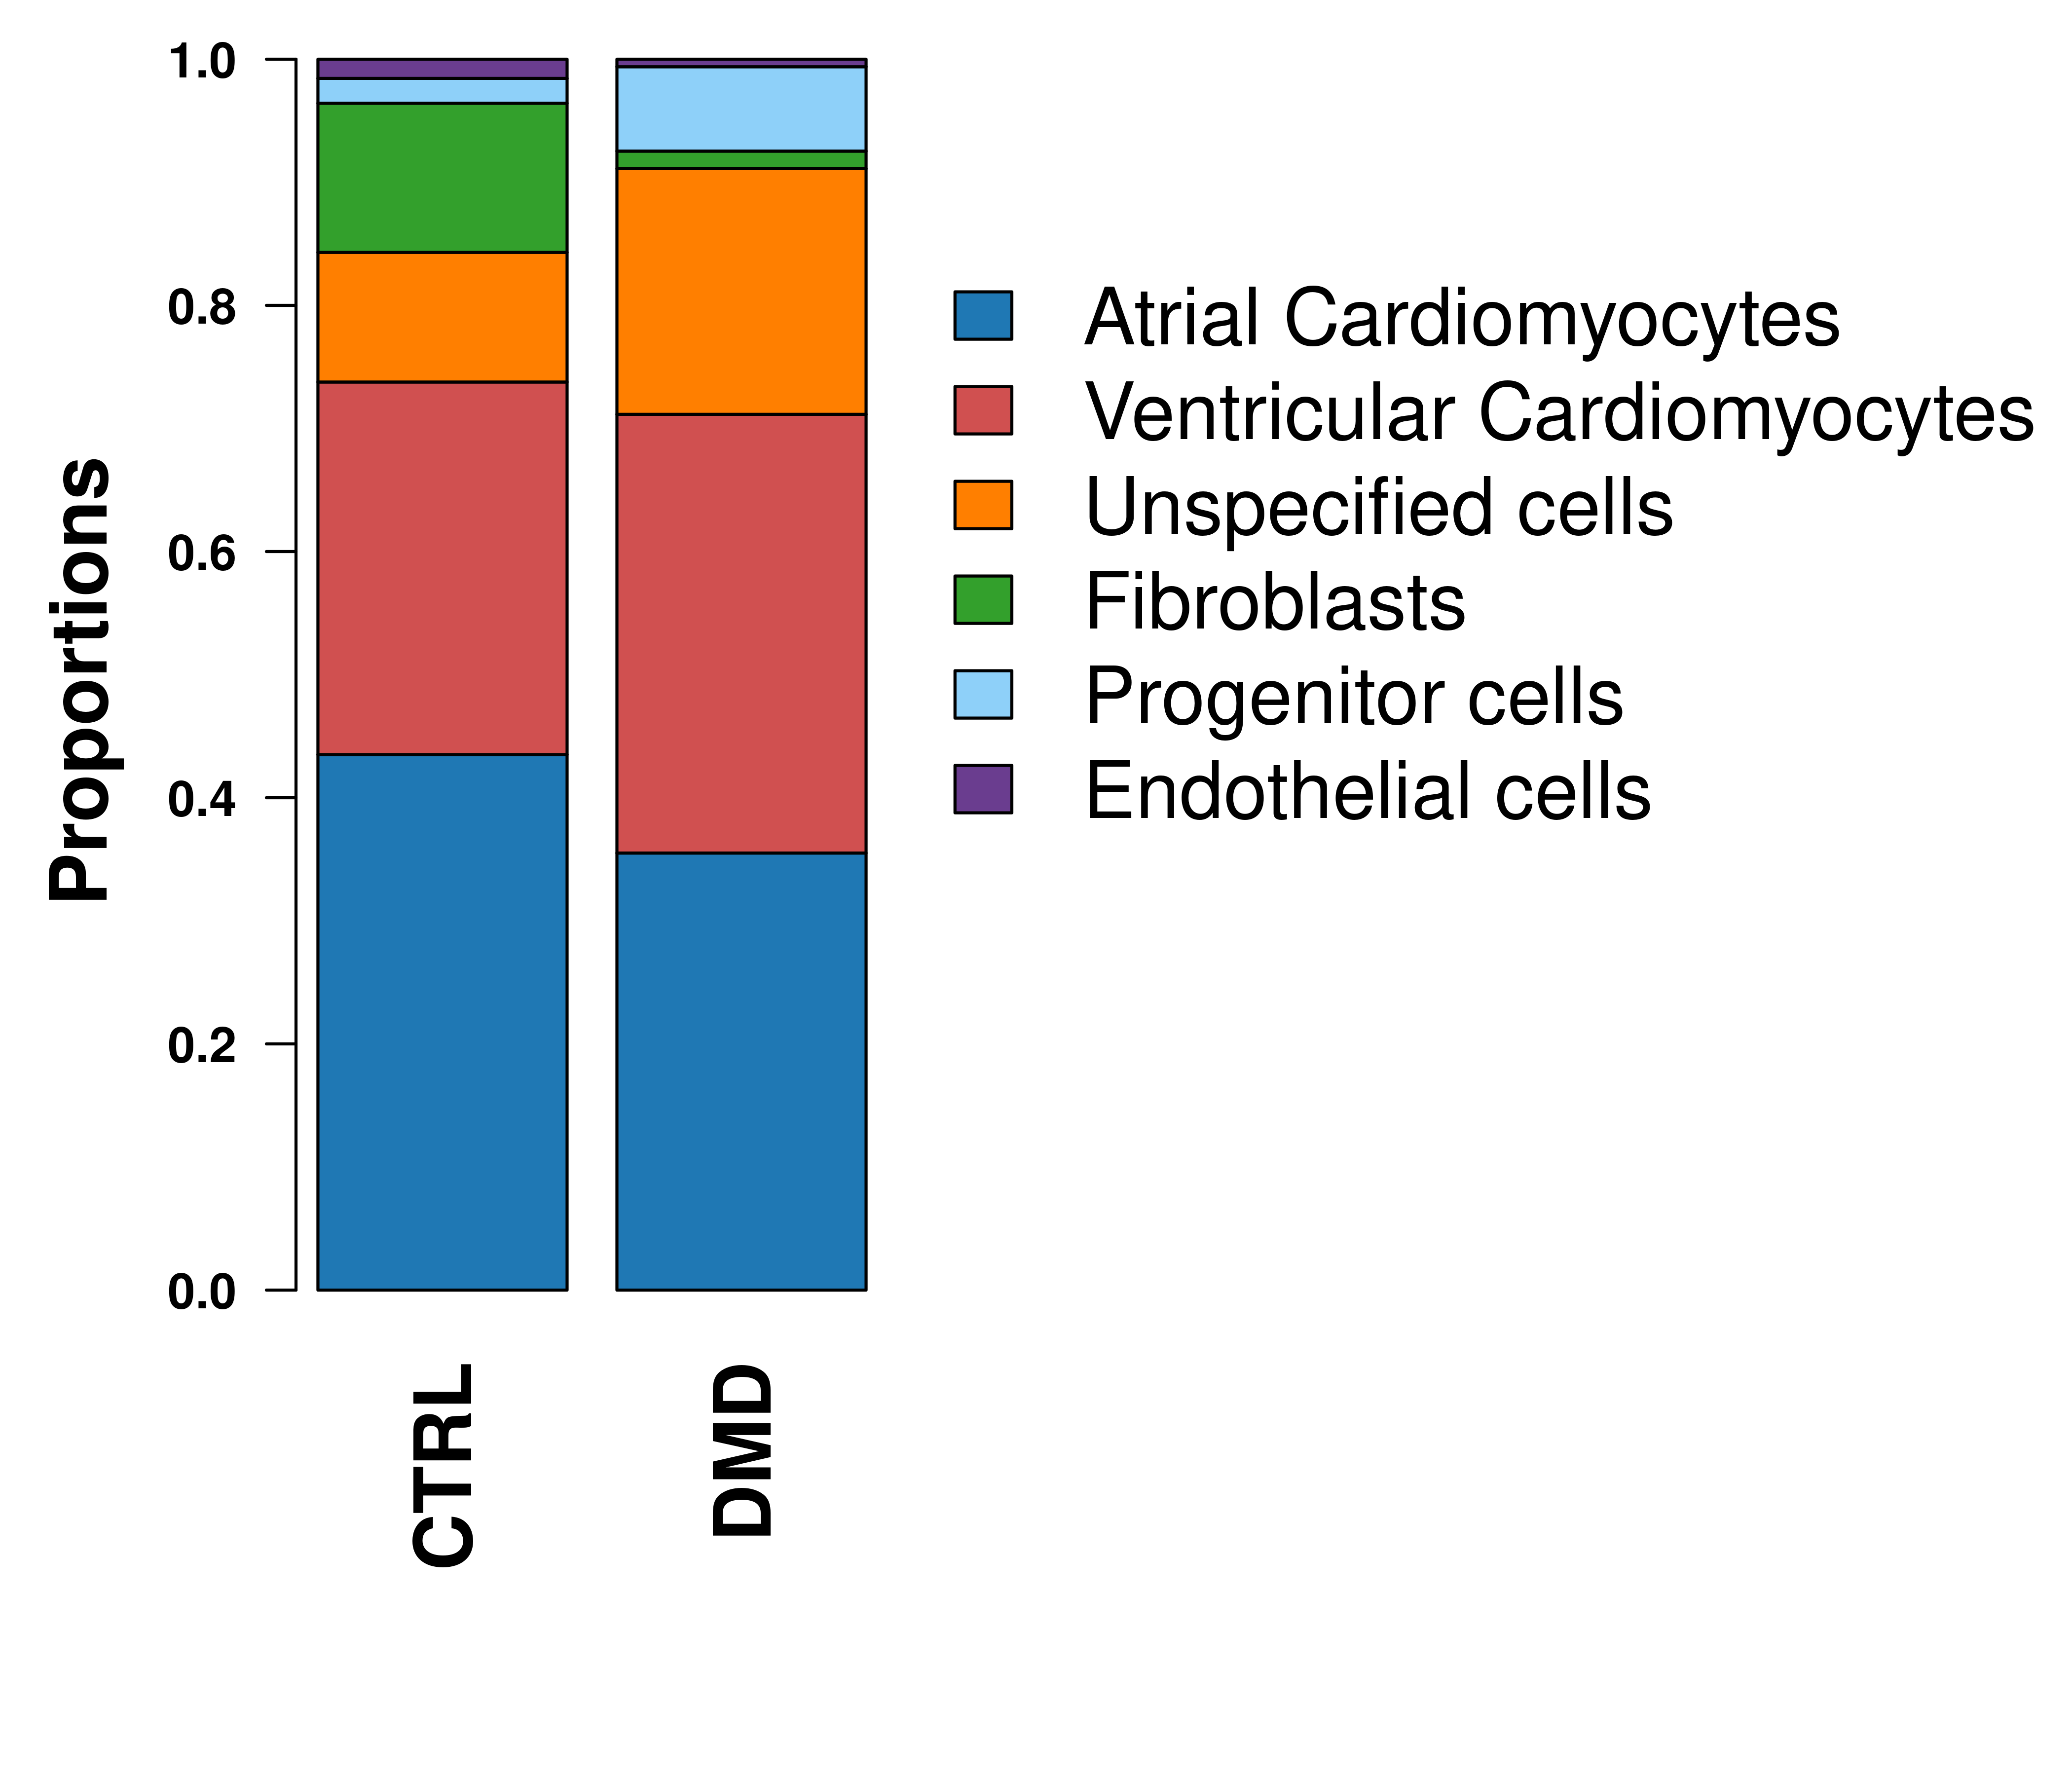 Proportions
1.0
0.8
0.6
0.4
0.2
0.0
CTRL
DMD
Atrial Cardiomyocytes
Ventricular Cardiomyocytes
Unspecified cells
Fibroblasts
Progenitor cells
Endothelial cells